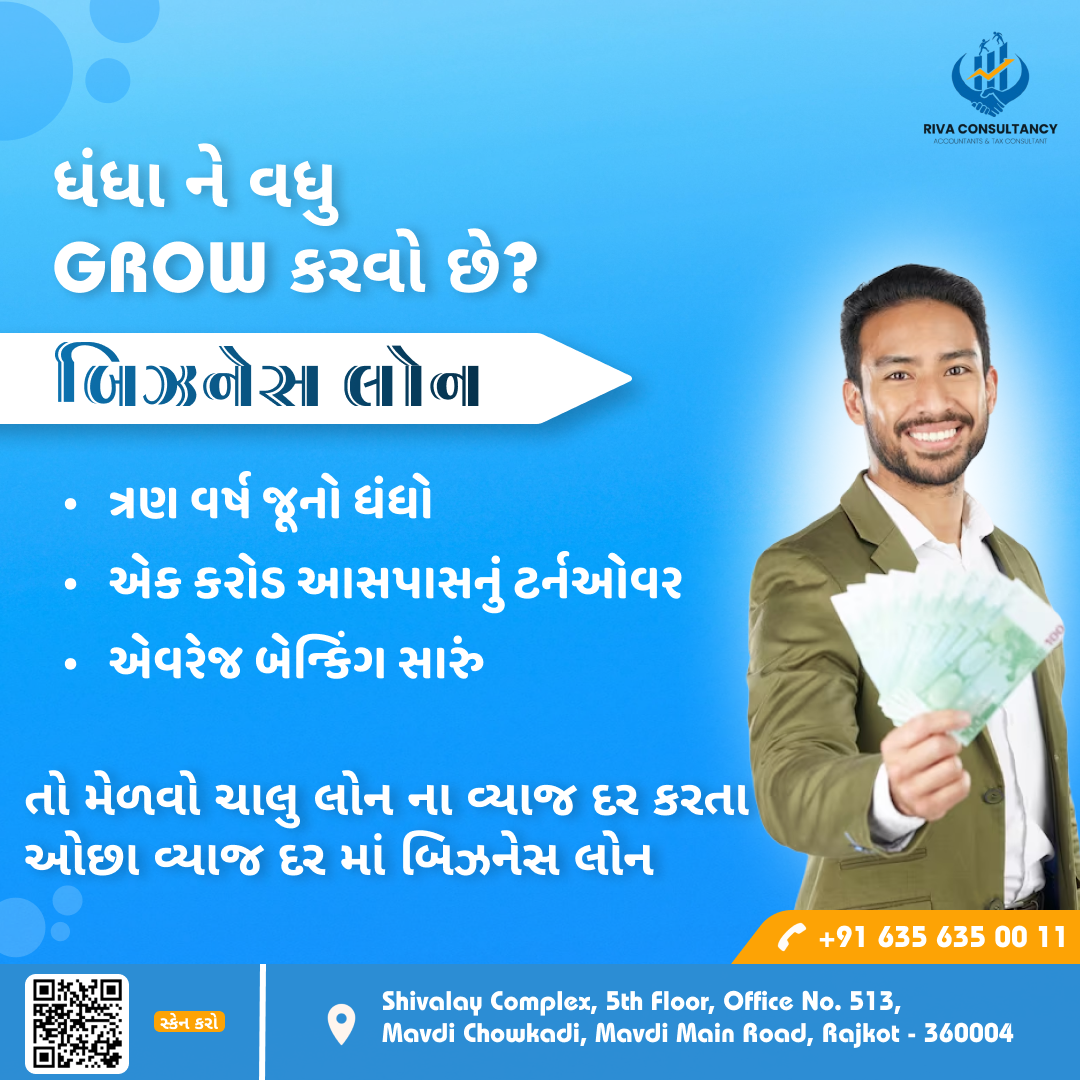 RIVA CONSULTANCY
ACCOUNTANTS & TAX CONSULTANT
ધંધા ને વધુ
GROW કરવો છે?
બિઝનેસ લોન
• ત્રણ વર્ષ જૂનો ધંધો
• એક કરોડ આસપાસનું ટર્નઓવર
• એવરેજ બેન્કિંગ સારું
100
તો મેળવો ચાલુ લોન ના વ્યાજ દર કરતા
ઓછા વ્યાજ દર માં બિઝનેસ લોન
+91 635 635 00 11
સ્કેન કરો
Shivalay Complex, 5th Floor, Office No. 513,
Mavdi Chowkadi, Mavdi Main Road, Rajkot - 360004